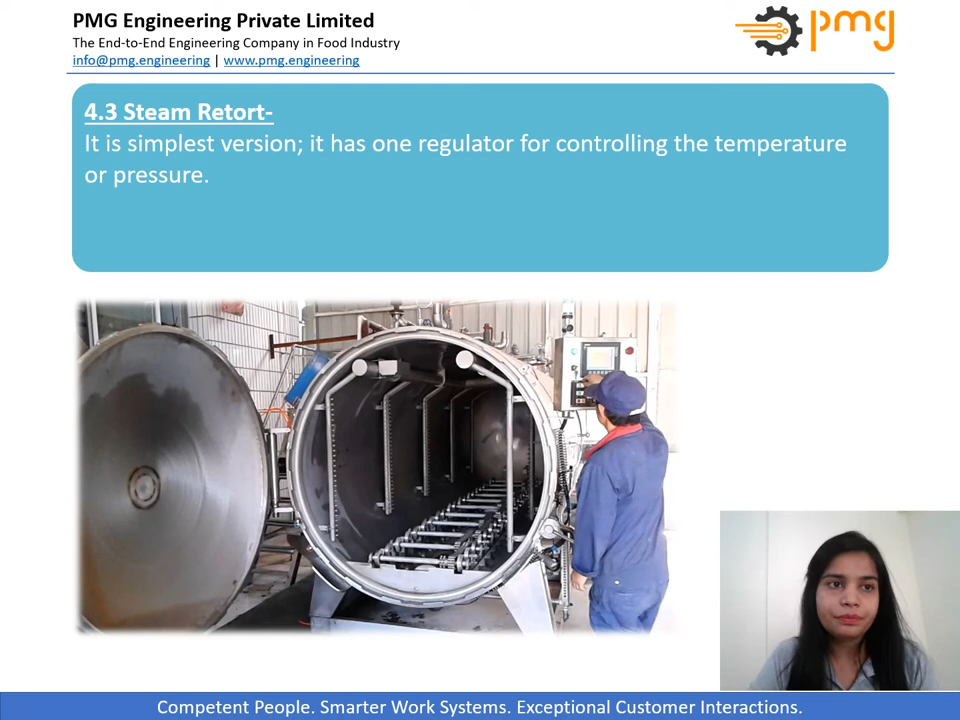 PMG Engineering Private Limited
The End-to-End Engineering Company in Food Industry
info@pmg.engineering | www.pmg.engineering
pmg
4.3 Steam Retort-
It is simplest version; it has one regulator for controlling the temperature
or pressure.
Competent People. Smarter Work Systems. Exceptional Customer Interactions.